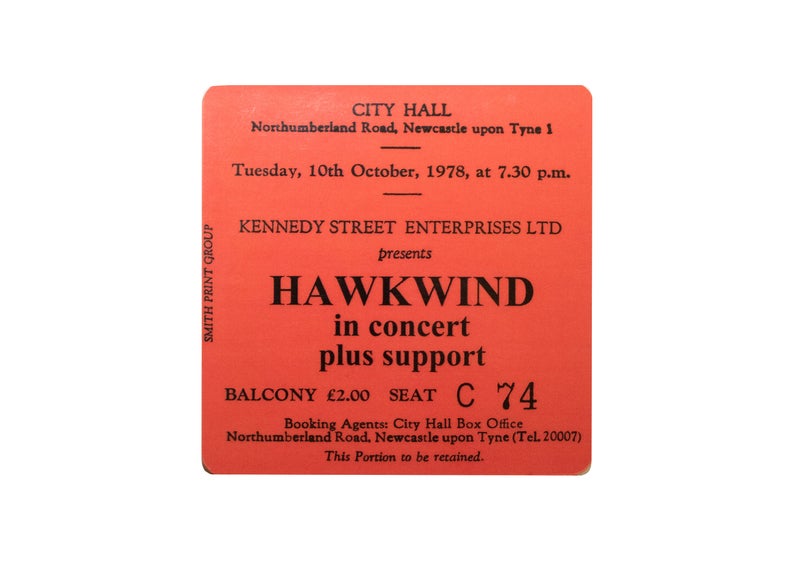 CITY HALL
Northumberland Road, Newcastle upon Tyne 1
Tuesday, 10th October, 1978, at 7.30 p.m.
KENNEDY STREET ENTERPRISES LTD
presents
HAWKWIND
in concert
plus support
BALCONY £2.00 SEAT C 74
Booking Agents: City Hall Box Office
Northumberland Road, Newcastle upon Tyne (Tel. 20007)
This Portion to be retained.
SMITH PRINT GROUP